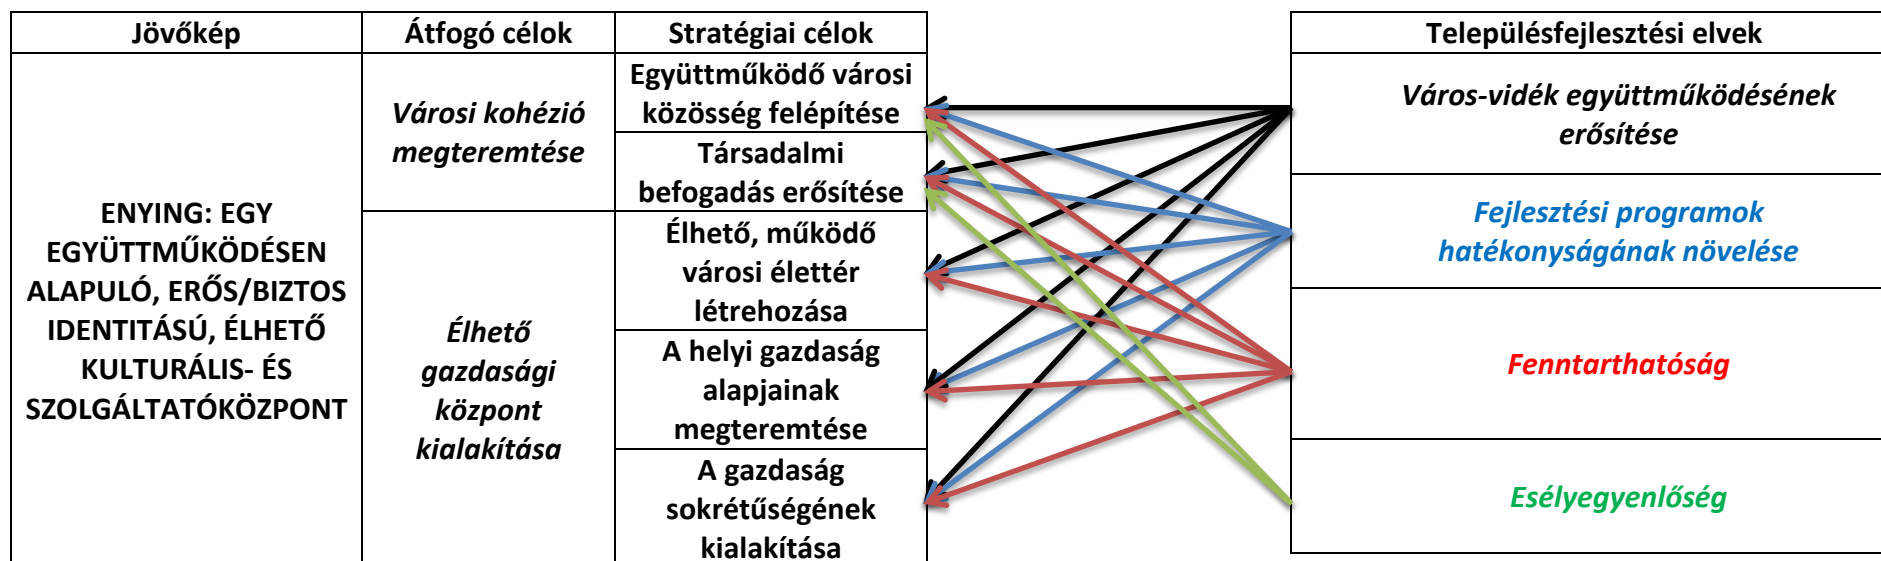 Jövőkép
Átfogó célok
Stratégiai célok
Településfejlesztési elvek
ENYING: EGY
EGYÜTTMŰKÖDÉSEN
ALAPULÓ, ERŐS/BIZTOS
IDENTITÁSÚ, ÉLHETŐ
KULTURÁLIS- ÉS
SZOLGÁLTATÓKÖZPONT
Városi kohézió
megteremtése
Élhető
gazdasági
központ
kialakítása
Együttműködő városi
közösség felépítése
Társadalmi
befogadás erősítése
Élhető, működő
városi élettér
létrehozása
A helyi gazdaság
alapjainak
megteremtése
A gazdaság
sokrétűségének
kialakítása
Város-vidék együttműködésének
erősítése
Fejlesztési programok
hatékonyságának növelése
Fenntarthatóság
Esélyegyenlőség